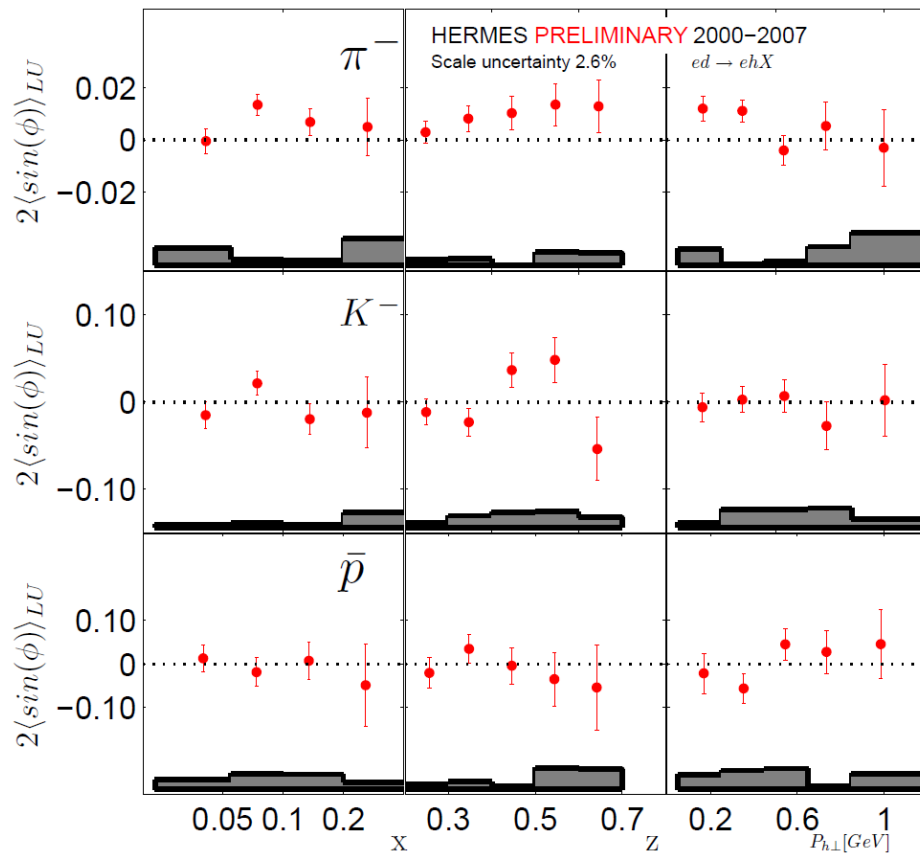 π⁻
HERMES PRELIMINARY 2000−2007
Scale uncertainty 2.6%
ed → ehX
2⟨sin(ϕ)⟩LU
0.02
0
−0.02
K⁻
2⟨sin(ϕ)⟩LU
0.10
0
−0.10
p̄
2⟨sin(ϕ)⟩LU
0.10
0
−0.10
0.05 0.1 0.2
0.3 0.5 0.7
0.2 0.6 1
x
z
Ph⊥[GeV]